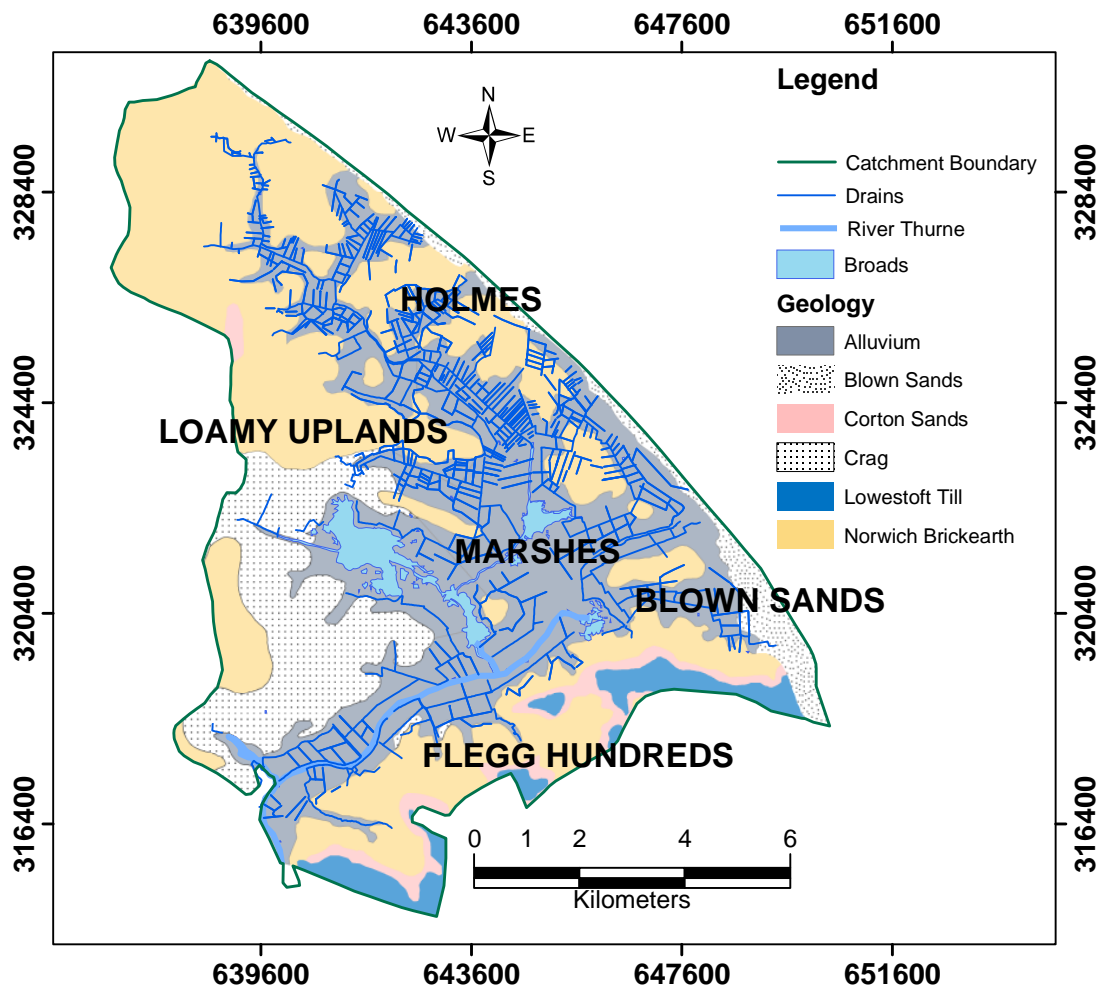 639600 643600 647600 651600
Legend
N
W E
S
Catchment Boundary
328400 328400
Drains
River Thurne
Broads
HOLMES
Geology
Alluvium
Blown Sands
324400 324400
Corton Sands
LOAMY UPLANDS
Crag
Lowestoft Till
Norwich Brickearth
MARSHES
BLOWN SANDS
320400 320400
FLEGG HUNDREDS
316400 316400
0 1 2 4 6
Kilometers
639600 643600 647600 651600